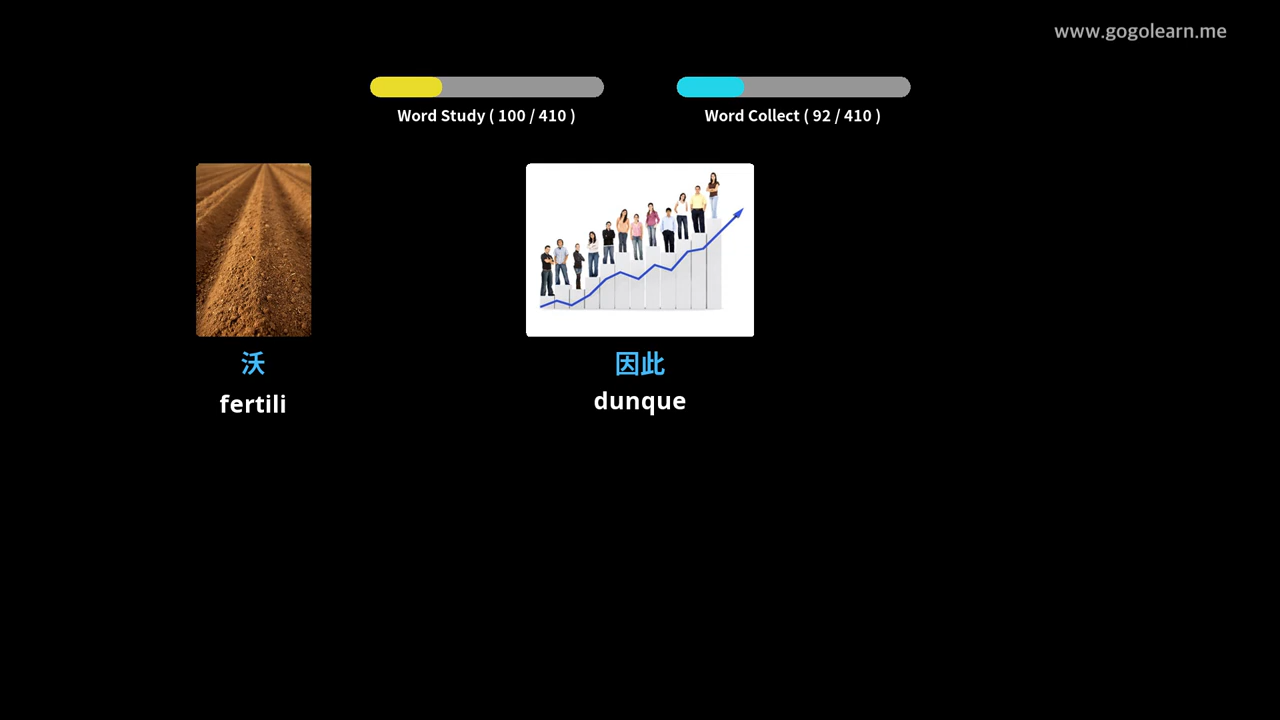 www.gogolearn.me
Word Study ( 100 / 410 )
Word Collect ( 92 / 410 )
沃
fertili
因此
dunque